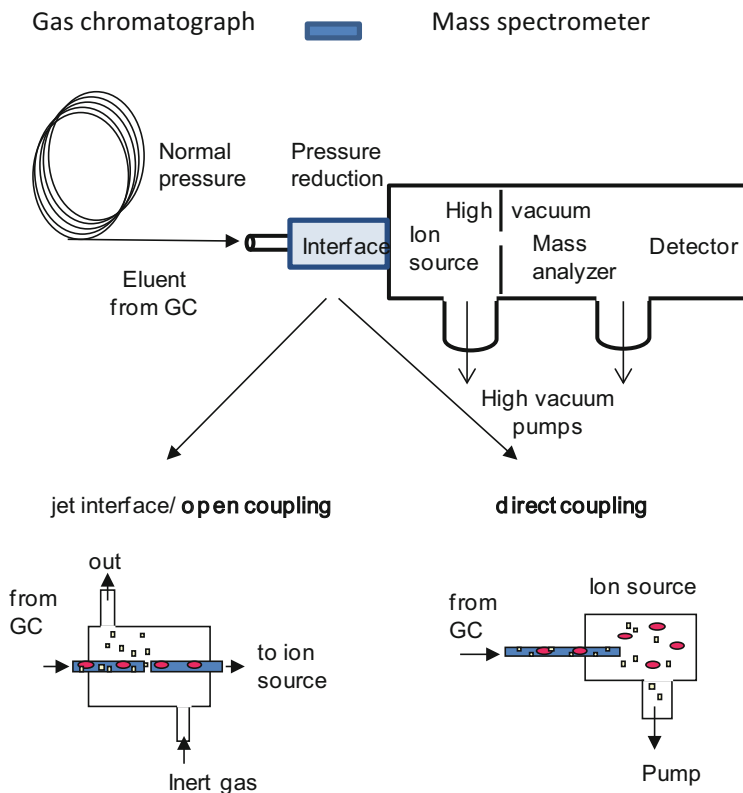 Gas chromatograph
Mass spectrometer
Normal
pressure
Pressure
reduction
High vacuum
Interface
Ion
source
Mass
analyzer
Detector
Eluent
from GC
High vacuum
pumps
jet interface/ open coupling
direct coupling
out
from
GC
to ion
source
Inert gas
Ion source
from
GC
Pump